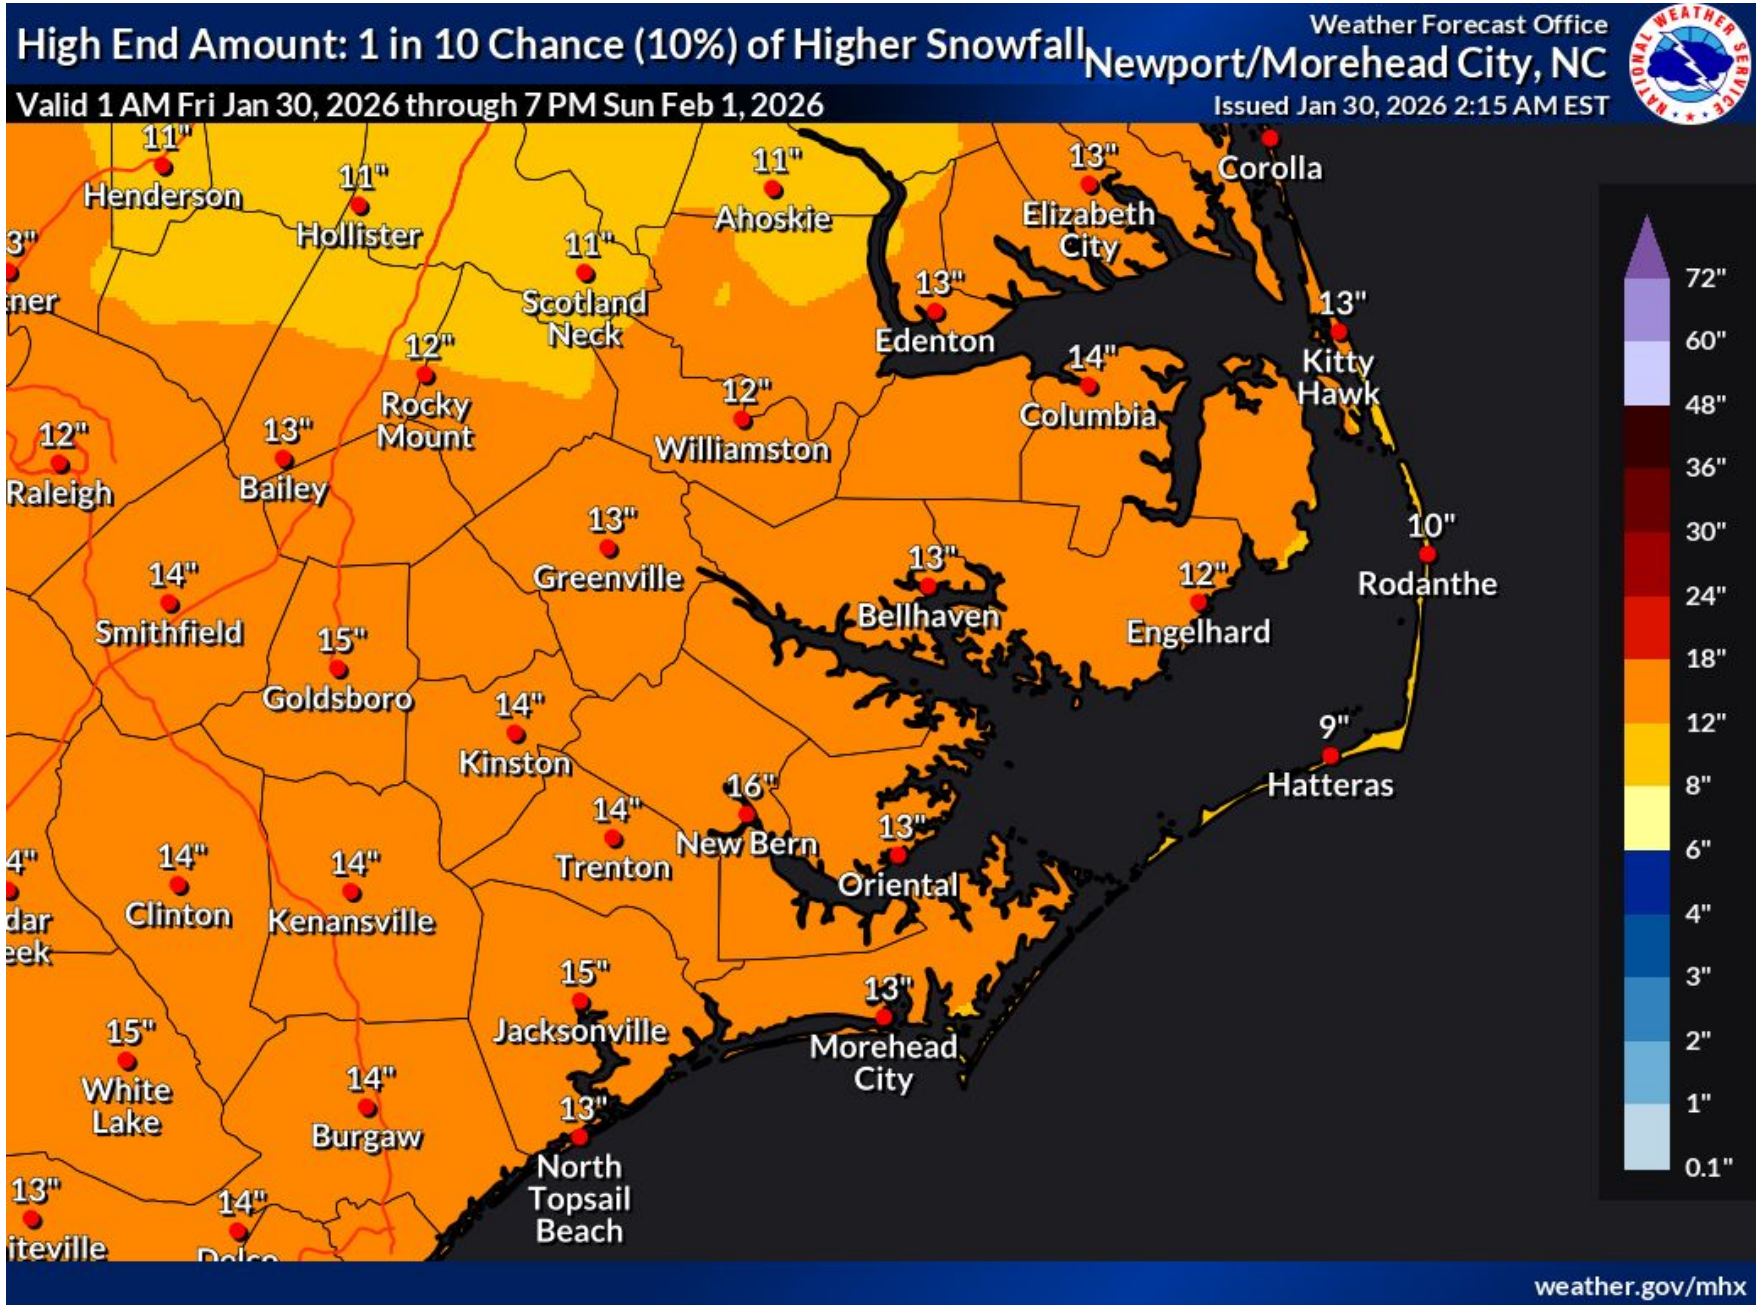 High End Amount: 1 in 10 Chance (10%) of Higher Snowfall
Valid 1 AM Fri Jan 30, 2026 through 7 PM Sun Feb 1, 2026
Weather Forecast Office
Newport/Morehead City, NC
Issued Jan 30, 2026 2:15 AM EST
NATIONAL WEATHER SERVICE
11"
Henderson
11"
Hollister
11"
Ahoskie
13"
Elizabeth
City
Corolla
3"
ner
11"
Scotland
Neck
13"
Edenton
13"
Kitty
Hawk
12"
Rocky
Mount
12"
Williamston
14"
Columbia
12"
Raleigh
13"
Bailey
13"
Greenville
13"
Bellhaven
12"
Engelhard
10"
Rodanthe
14"
Smithfield
15"
Goldsboro
14"
Kinston
9"
Hatteras
16"
New Bern
14"
Trenton
13"
Oriental
4"
dar
eek
14"
Clinton
14"
Kenansville
15"
Jacksonville
13"
Morehead
City
15"
White
Lake
14"
Burgaw
13"
North
Topsail
Beach
13"
iteville
14"
Delco
72"
60"
48"
36"
30"
24"
18"
12"
8"
6"
4"
3"
2"
1"
0.1"
weather.gov/mhx